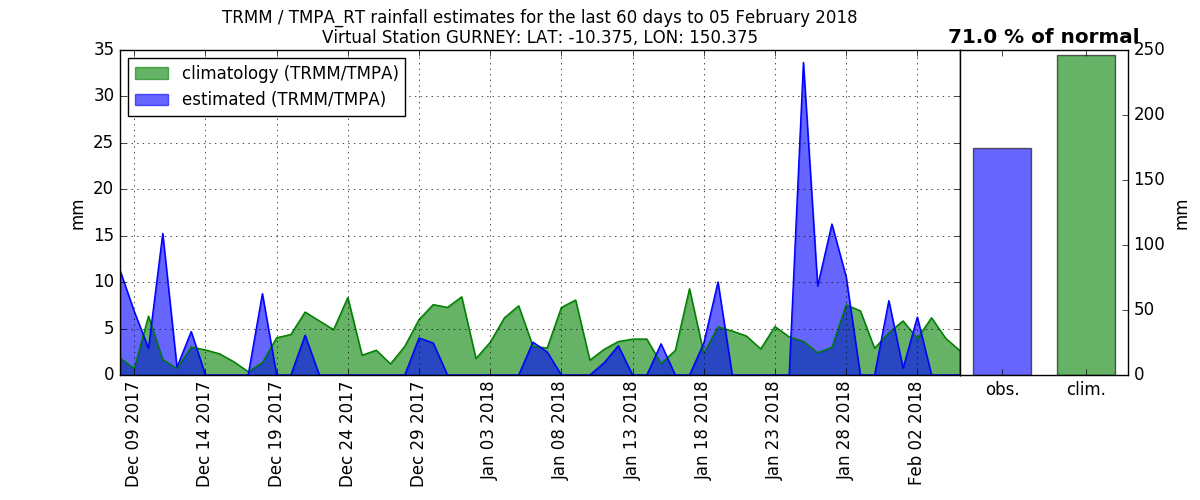 TRMM / TMPA_RT rainfall estimates for the last 60 days to 05 February 2018
Virtual Station GURNEY: LAT: -10.375, LON: 150.375
71.0 % of normal
climatology (TRMM/TMPA)
estimated (TRMM/TMPA)
35
30
25
20
15
10
5
0
mm
Dec 09 2017
Dec 14 2017
Dec 19 2017
Dec 24 2017
Dec 29 2017
Jan 03 2018
Jan 08 2018
Jan 13 2018
Jan 18 2018
Jan 23 2018
Jan 28 2018
Feb 02 2018
obs.
clim.
250
200
150
100
50
0
mm